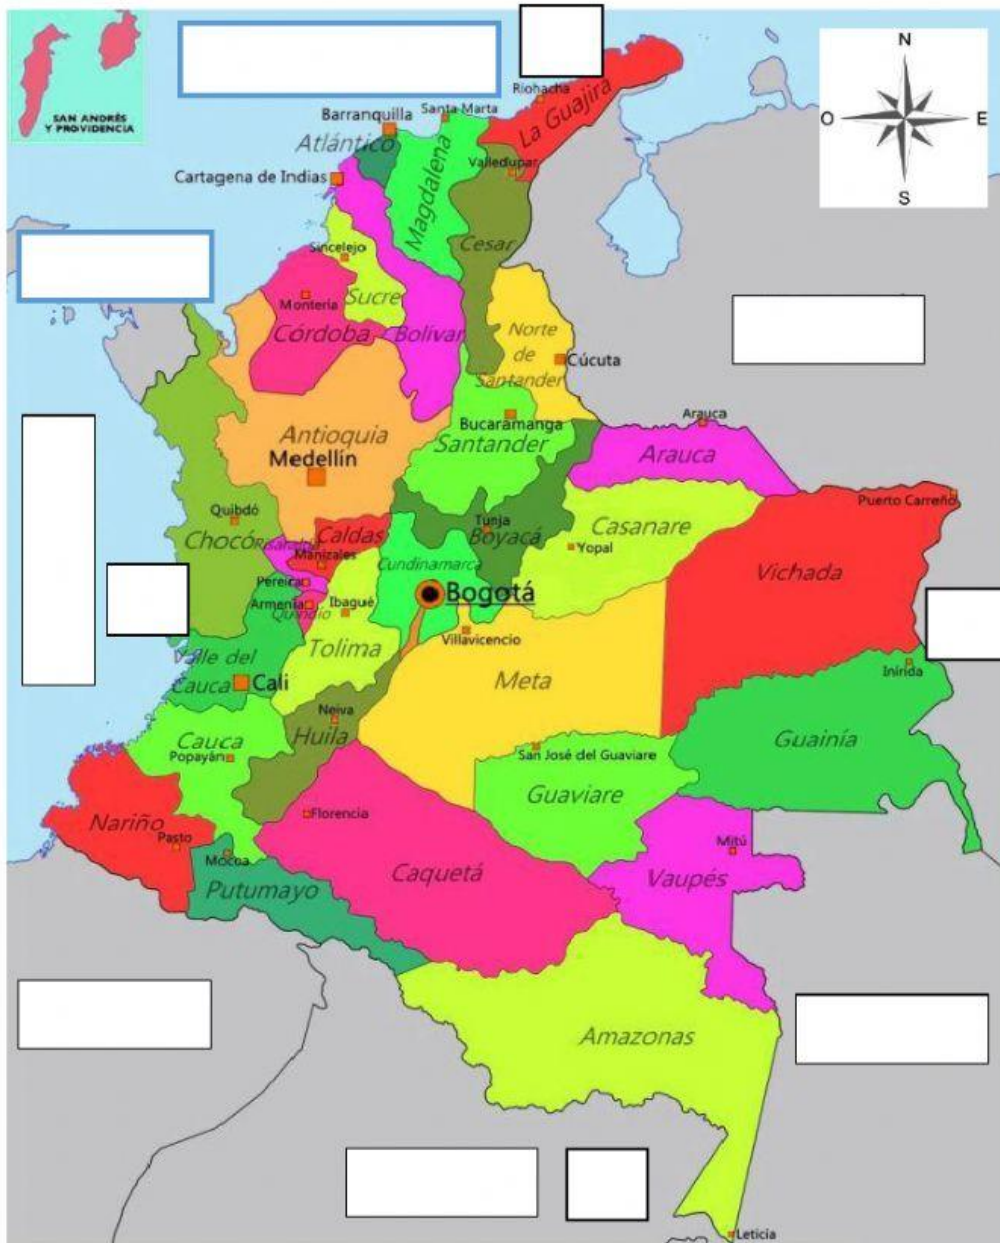 SAN ANDRÉS
Y PROVIDENCIA
N
O
E
S
Riohacha
La Guajira
Barranquilla
Santa Marta
Atlántico
Cartagena de Indias
Magdalena
Valledupar
Cesar
Sincelejo
Sucre
Montería
Córdoba
Bolívar
Norte
de
Santander
Cúcuta
Bucaramanga
Santander
Arauca
Arauca
Antioquia
Medellín
Puerto Carreño
Quibdó
Chocó
Risaralda
Caldas
Manizales
Tunja
Boyacá
Casanare
Yopal
Cundinamarca
Vichada
Pereira
Armenia
Quindío
Ibagué
Bogotá
Villavicencio
Tolima
Valle del
Cauca
Cali
Meta
Inírida
Neiva
Huila
Cauca
Popayán
San José del Guaviare
Guainía
Guaviare
Nariño
Pasto
Florencia
Mocoa
Putumayo
Caquetá
Mitú
Vaupés
Amazonas
Leticia